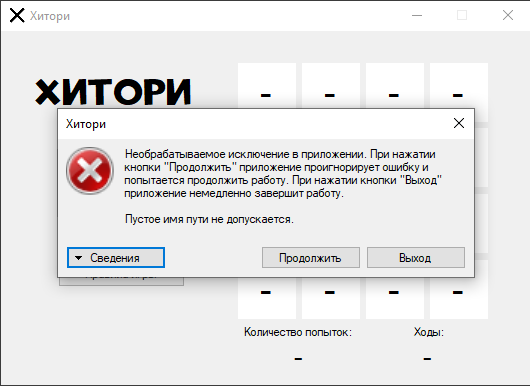 Хитори
ХИТОРИ
- - - -
Хитори
Необрабатываемое исключение в приложении. При нажатии
кнопки "Продолжить" приложение проигнорирует ошибку и
попытается продолжить работу. При нажатии кнопки "Выход"
приложение немедленно завершит работу.
Пустое имя пути не допускается.
Сведения
Продолжить
Выход
- - - -
Количество попыток:
Ходы:
-
-